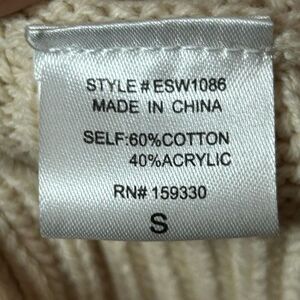 STYLE # ESW1086
MADE IN CHINA
SELF:60%COTTON
40%ACRYLIC
RN# 159330
S